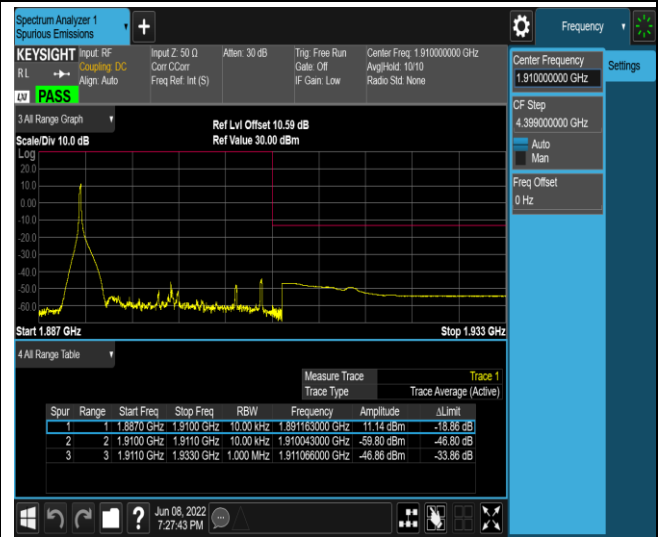 Spectrum Analyzer 1
Spurious Emissions
Frequency
KEYSIGHT
RL
LXI
PASS
Input: RF
Coupling: DC
Align: Auto
Input Z: 50 Ω
Corr CCorr
Freq Ref: Int (S)
Atten: 30 dB
Trig: Free Run
Gate: Off
IF Gain: Low
Center Freq: 1.910000000 GHz
Avg|Hold: 10/10
Radio Std: None
Center Frequency
1.910000000 GHz
Settings
CF Step
4.399000000 GHz
Auto
Man
Freq Offset
0 Hz
3 All Range Graph
Scale/Div 10.0 dB
Ref Lvl Offset 10.59 dB
Ref Value 30.00 dBm
Log
20.0
10.0
0.00
-10.0
-20.0
-30.0
-40.0
-50.0
-60.0
Start 1.887 GHz
Stop 1.933 GHz
4 All Range Table
Measure Trace Trace 1
Trace Type Trace Average (Active)
Spur Range Start Freq Stop Freq RBW Frequency Amplitude ΔLimit
1 1 1.8870 GHz 1.9100 GHz 10.00 kHz 1.891163000 GHz 11.14 dBm -18.86 dB
2 2 1.9100 GHz 1.9110 GHz 10.00 kHz 1.910043000 GHz -59.80 dBm -46.80 dB
3 3 1.9110 GHz 1.9330 GHz 1.000 MHz 1.911066000 GHz -46.86 dBm -33.86 dB
?
Jun 08, 2022
7:27:43 PM